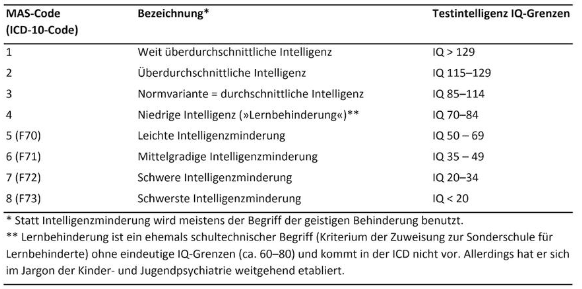 MAS-Code Bezeichnung* Testintelligenz IQ-Grenzen
(ICD-10-Code)
1 Weit überdurchschnittliche Intelligenz IQ > 129
2 Überdurchschnittliche Intelligenz IQ 115–129
3 Normvariante = durchschnittliche Intelligenz IQ 85–114
4 Niedrige Intelligenz (»Lernbehinderung«)** IQ 70–84
5 (F70) Leichte Intelligenzminderung IQ 50 – 69
6 (F71) Mittelgradige Intelligenzminderung IQ 35 – 49
7 (F72) Schwere Intelligenzminderung IQ 20–34
8 (F73) Schwerste Intelligenzminderung IQ < 20
* Statt Intelligenzminderung wird meistens der Begriff der geistigen Behinderung benutzt.
** Lernbehinderung ist ein ehemals schultechnischer Begriff (Kriterium der Zuweisung zur Sonderschule für
Lernbehinderte) ohne eindeutige IQ-Grenzen (ca. 60–80) und kommt in der ICD nicht vor. Allerdings hat er sich
im Jargon der Kinder- und Jugendpsychiatrie weitgehend etabliert.